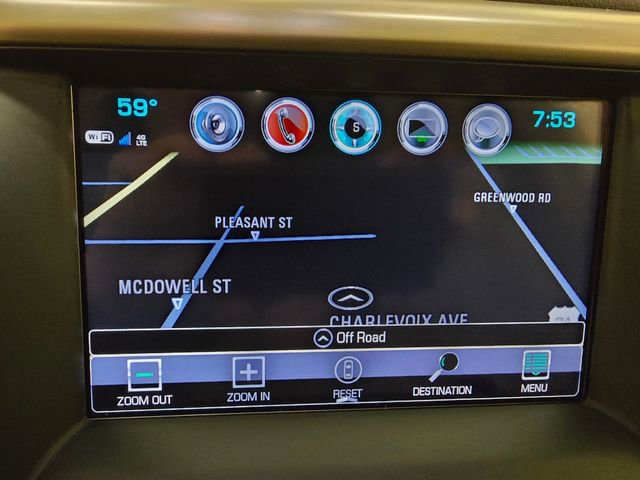 59°
7:53
WiFi
4G
LTE
S
GREENWOOD RD
PLEASANT ST
MCDOWELL ST
CHARLEVOIX AVE
Off Road
ZOOM OUT
ZOOM IN
RESET
DESTINATION
MENU